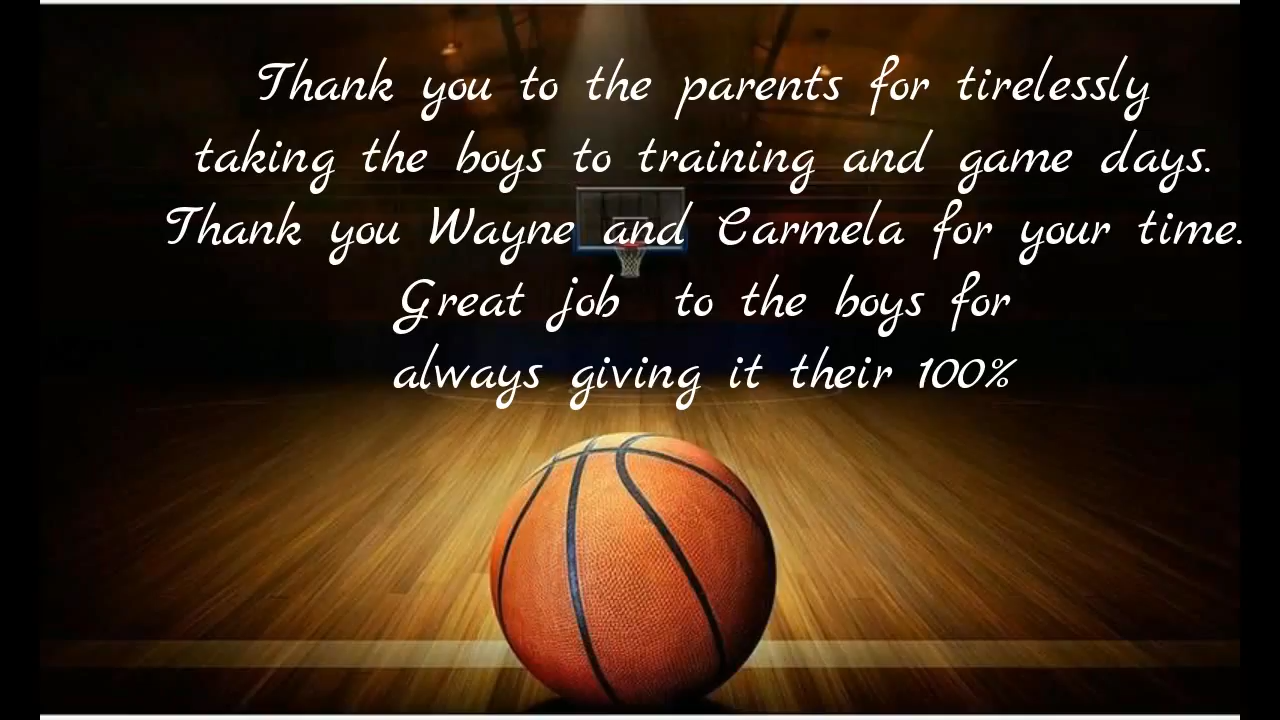 Thank you to the parents for tirelessly
taking the boys to training and game days.
Thank you Wayne and Carmela for your time.
Great job to the boys for
always giving it their 100%